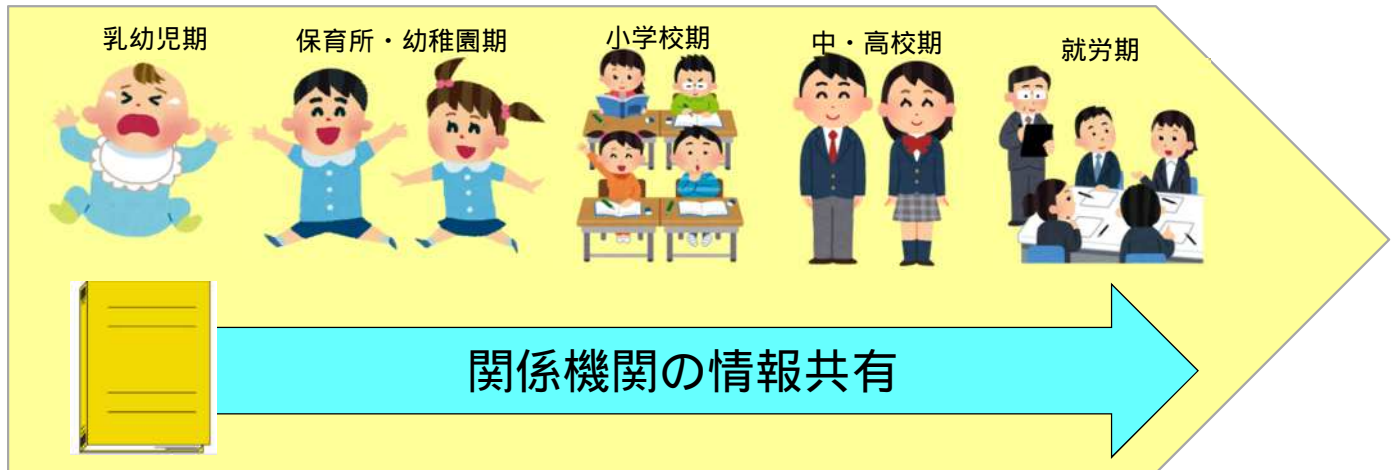 乳幼児期
保育所・幼稚園期
小学校期
中・高校期
就労期
関係機関の情報共有